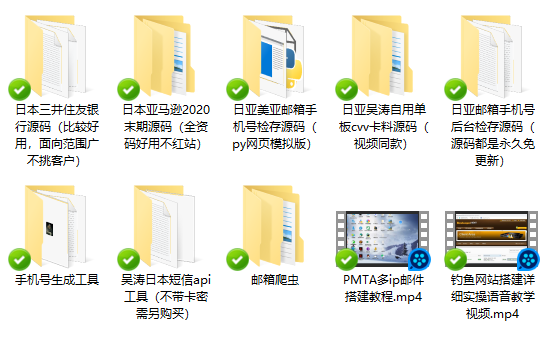 日本三井住友银
行源码（比较好
用，面向范围广
不挑客户）
日本亚马逊2020
末期源码（全资
码好用不红站）
日亚美亚邮箱手
机号检存源码（
py网页模拟版）
日亚吴涛自用单
板cvv卡料源码（
视频同款）
日亚邮箱手机号
后台检存源码（
源码都是永久免
更新）
手机号生成工具
吴涛日本短信api
工具（不带卡密
需另购买）
邮箱爬虫
PMTA多ip邮件
搭建教程.mp4
钓鱼网站搭建详
细实操语音教学
视频.mp4